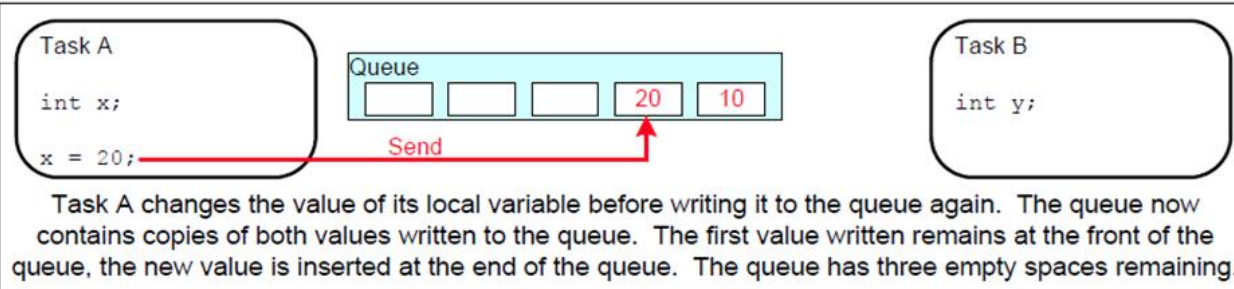 Task A
Task B
Queue
int x;
20 10
int y;
Send
x = 20;
Task A changes the value of its local variable before writing it to the queue again. The queue now
contains copies of both values written to the queue. The first value written remains at the front of the
queue, the new value is inserted at the end of the queue. The queue has three empty spaces remaining.